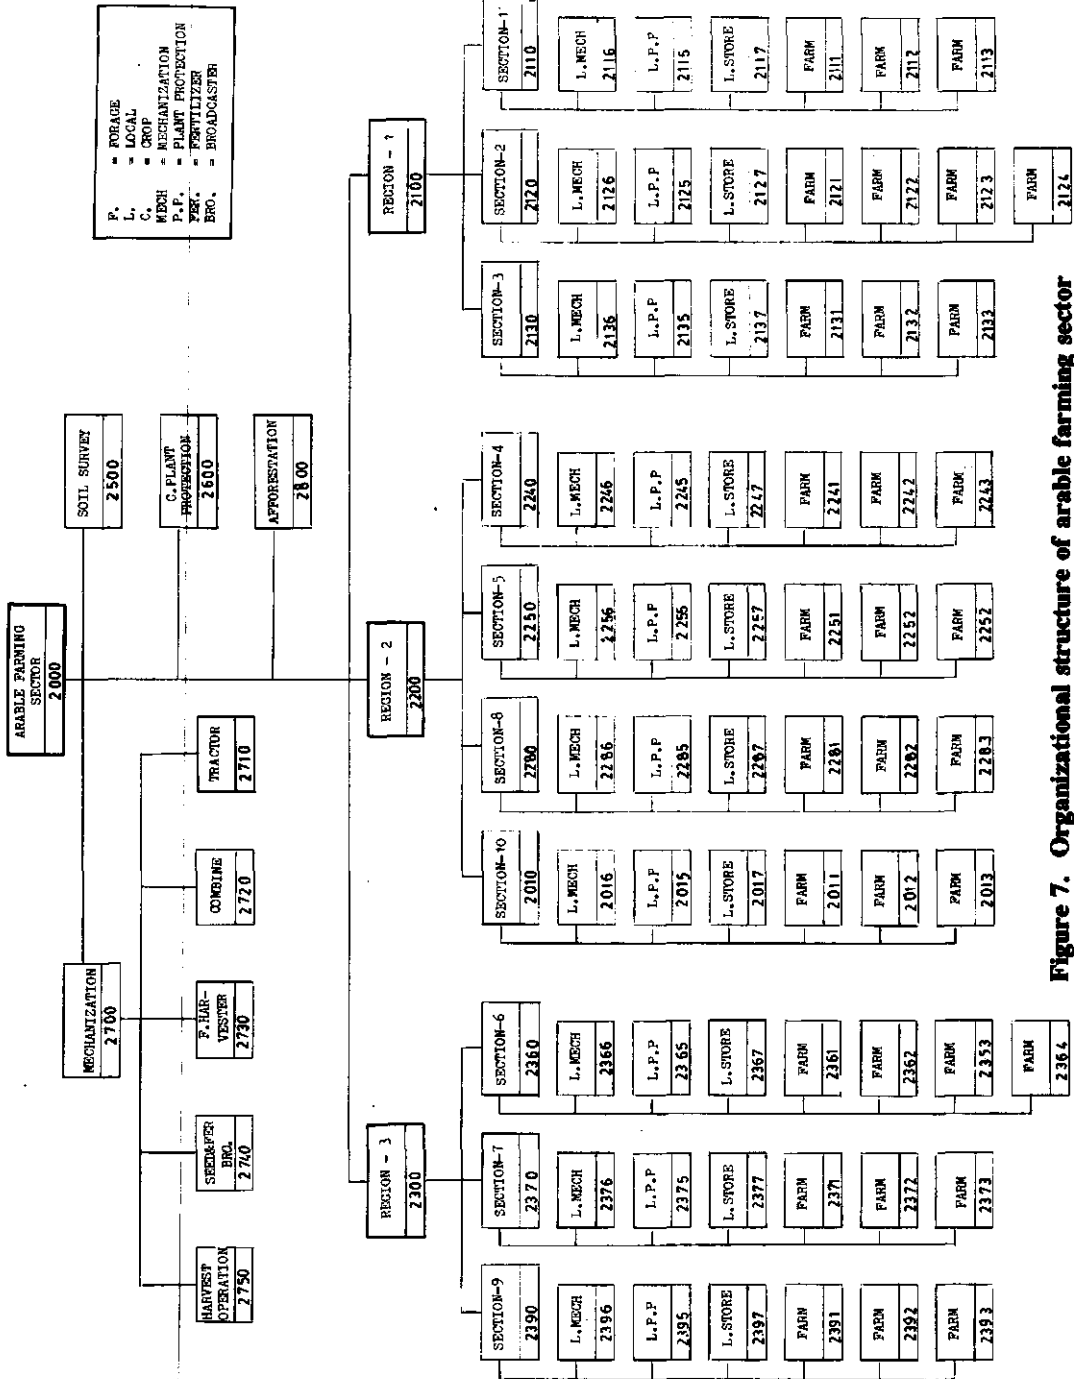 ARABLE FARMING
SECTOR
2000
MECHANIZATION
2700
SOIL SURVEY
2500
C.PLANT
PROTECTION
2600
AFFORESTATION
2800
F. = FORAGE
L. = LOCAL
C. = CROP
MECH = MECHANIZATION
P.P. = PLANT PROTECTION
FER. = FERTILIZER
BRO. = BROADCASTER
HARVEST
OPERATION
2750
SEED&FER
BRO.
2740
F.HAR-
VESTER
2730
COMBINE
2720
TRACTOR
2710
REGION - 3
2300
REGION - 2
2200
REGION - 1
2100
SECTION-9
2390
L.MECH
2396
L.P.P
2395
L.STORE
2397
FARM
2391
FARM
2392
FARM
2393
SECTION-7
2370
L.MECH
2376
L.P.P
2375
L.STORE
2377
FARM
2371
FARM
2372
FARM
2373
SECTION-6
2360
L.MECH
2366
L.P.P
2365
L.STORE
2367
FARM
2361
FARM
2362
FARM
2353
FARM
2364
SECTION-10
2010
L.MECH
2016
L.P.P
2015
L.STORE
2017
FARM
2011
FARM
2012
FARM
2013
SECTION-8
2280
L.MECH
2286
L.P.P
2285
L.STORE
2287
FARM
2281
FARM
2282
FARM
2283
SECTION-5
2250
L.MECH
2256
L.P.P
2255
L.STORE
2257
FARM
2251
FARM
2252
FARM
2252
SECTION-4
2240
L.MECH
2246
L.P.P
2245
L.STORE
2247
FARM
2241
FARM
2242
FARM
2243
SECTION-3
2130
L.MECH
2136
L.P.P
2135
L.STORE
2137
FARM
2131
FARM
2132
FARM
2133
SECTION-2
2120
L.MECH
2126
L.P.P
2125
L.STORE
2127
FARM
2121
FARM
2122
FARM
2123
FARM
2124
SECTION-1
2110
L.MECH
2116
L.P.P
2115
L.STORE
2117
FARM
2111
FARM
2112
FARM
2113
Figure 7. Organizational structure of arable farming sector